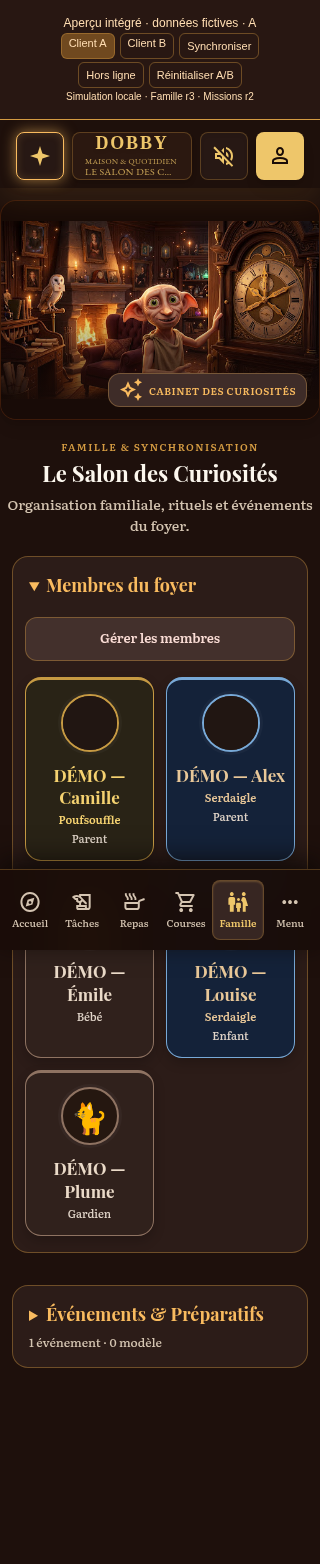 Aperçu intégré · données fictives · A
Client A
Client B
Synchroniser
Hors ligne
Réinitialiser A/B
Simulation locale · Famille r3 · Missions r2
DOBBY
MAISON & QUOTIDIEN
LE SALON DES C...
CABINET DES CURIOSITÉS
FAMILLE & SYNCHRONISATION
Le Salon des Curiosités
Organisation familiale, rituels et événements
du foyer.
▼ Membres du foyer
Gérer les membres
DÉMO —
Camille
Poufsouffle
Parent
DÉMO — Alex
Serdaigle
Parent
Accueil
Tâches
Repas
Courses
Famille
Menu
DÉMO —
Émile
Bébé
DÉMO —
Louise
Serdaigle
Enfant
DÉMO —
Plume
Gardien
▶ Événements & Préparatifs
1 événement · 0 modèle